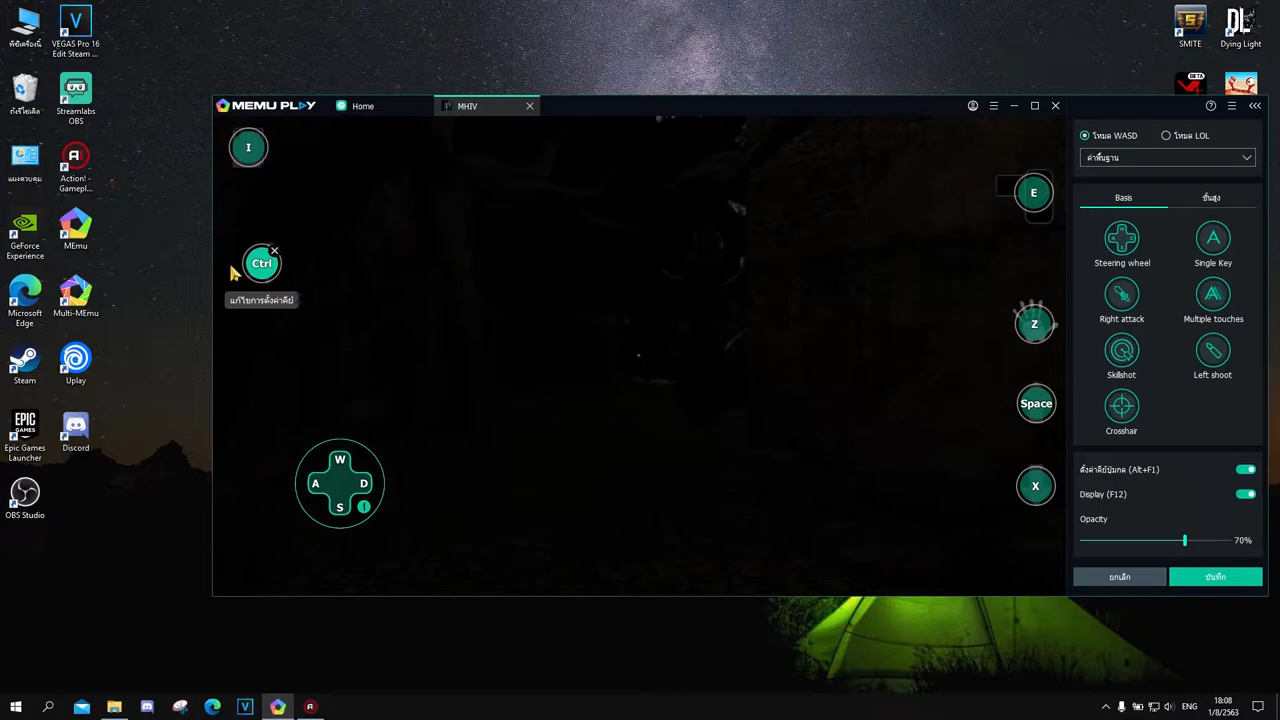 พีซีเครื่องนี้
VEGAS Pro 16
Edit Steam ...
ถังรีไซเคิล
Streamlabs
OBS
แผงควบคุม
Action! -
Gamepl...
GeForce
Experience
MEmu
Microsoft
Edge
Multi-MEmu
Steam
Uplay
Epic Games
Launcher
Discord
OBS Studio
SMITE
Dying Light
BETA
MEMU PLAY
Home
MHIV
I
Ctrl
แก้ไขการตั้งค่าคีย์
W
A
D
S
E
Z
Space
X
โหมด WASD
โหมด LOL
ค่าพื้นฐาน
Basis
ขั้นสูง
Steering wheel
Single Key
Right attack
Multiple touches
Skillshot
Left shoot
Crosshair
ตั้งค่าคีย์ปุ่มกด (Alt+F1)
Display (F12)
Opacity
70%
ยกเลิก
บันทึก
ENG
18:08
1/8/2563